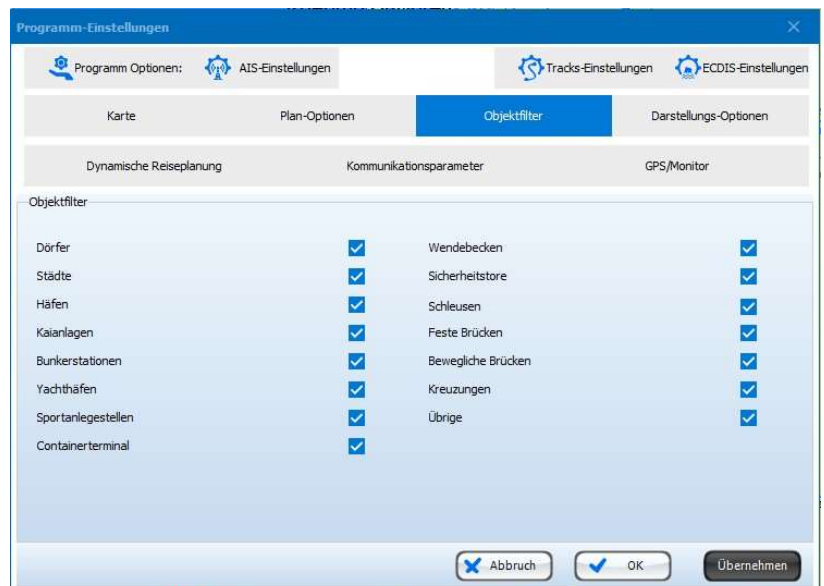 Programm-Einstellungen
Programm Optionen: AIS-Einstellungen Tracks-Einstellungen ECDIS-Einstellungen
Karte Plan-Optionen Objektfilter Darstellungs-Optionen
Dynamische Reiseplanung Kommunikationsparameter GPS/Monitor
Objektfilter
Dörfer Wendebecken
Städte Sicherheitstore
Häfen Schleusen
Kaianlagen Feste Brücken
Bunkerstationen Bewegliche Brücken
Yachthäfen Kreuzungen
Sportanlegestellen Übrige
Containerterminal
Abbruch OK Übernehmen